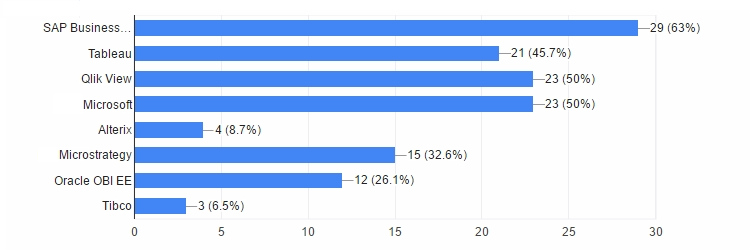 SAP Business... 29 (63%)
Tableau 21 (45.7%)
Qlik View 23 (50%)
Microsoft 23 (50%)
Alterix 4 (8.7%)
Microstrategy 15 (32.6%)
Oracle OBI EE 12 (26.1%)
Tibco 3 (6.5%)
0 5 10 15 20 25 30